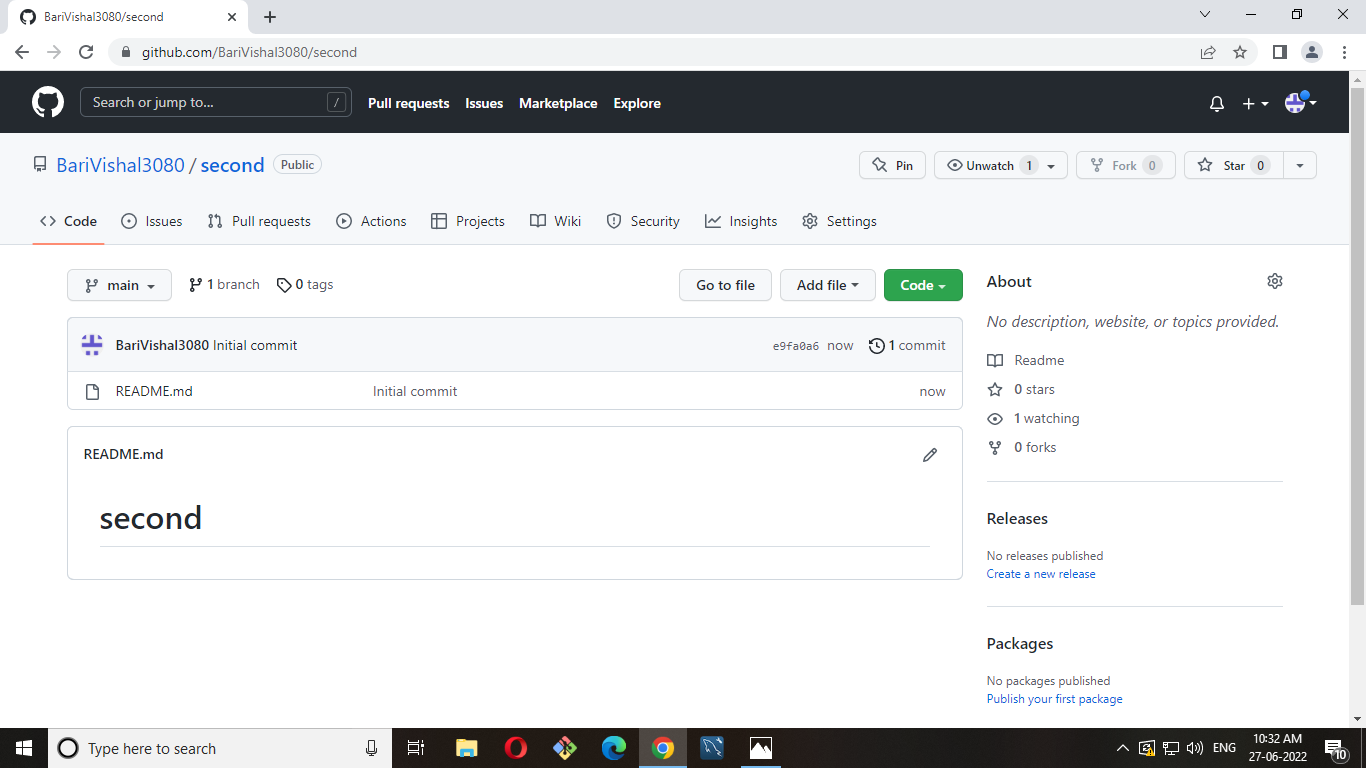 BariVishal3080/second
github.com/BariVishal3080/second
Search or jump to... / Pull requests Issues Marketplace Explore
BariVishal3080 / second Public Pin Unwatch 1 Fork 0 Star 0
Code Issues Pull requests Actions Projects Wiki Security Insights Settings
main 1 branch 0 tags Go to file Add file Code
BariVishal3080 Initial commit e9fa0a6 now 1 commit
README.md Initial commit now
README.md
second
About
No description, website, or topics provided.
Readme
0 stars
1 watching
0 forks
Releases
No releases published
Create a new release
Packages
No packages published
Publish your first package
Type here to search ENG 10:32 AM
27-06-2022 10